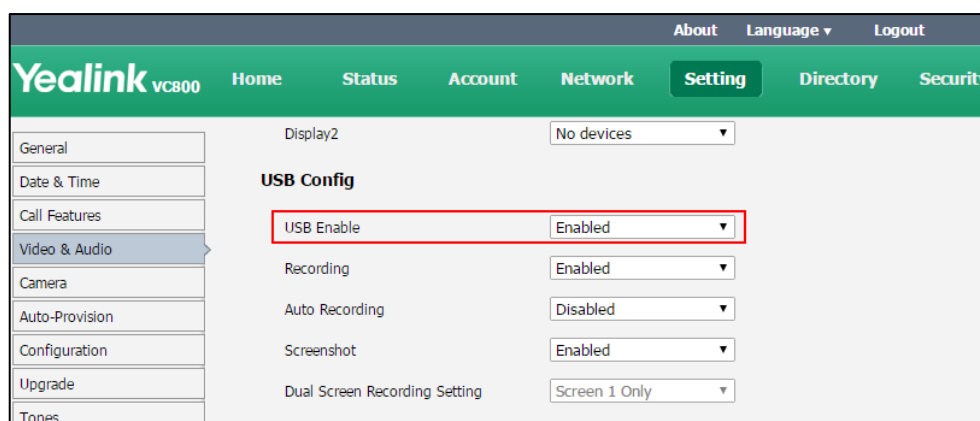 About Language ▾ Logout
Yealink VC800 Home Status Account Network Setting Directory Securit
General
Date & Time
Call Features
Video & Audio
Camera
Auto-Provision
Configuration
Upgrade
Tones
Display2 No devices
USB Config
USB Enable Enabled
Recording Enabled
Auto Recording Disabled
Screenshot Enabled
Dual Screen Recording Setting Screen 1 Only